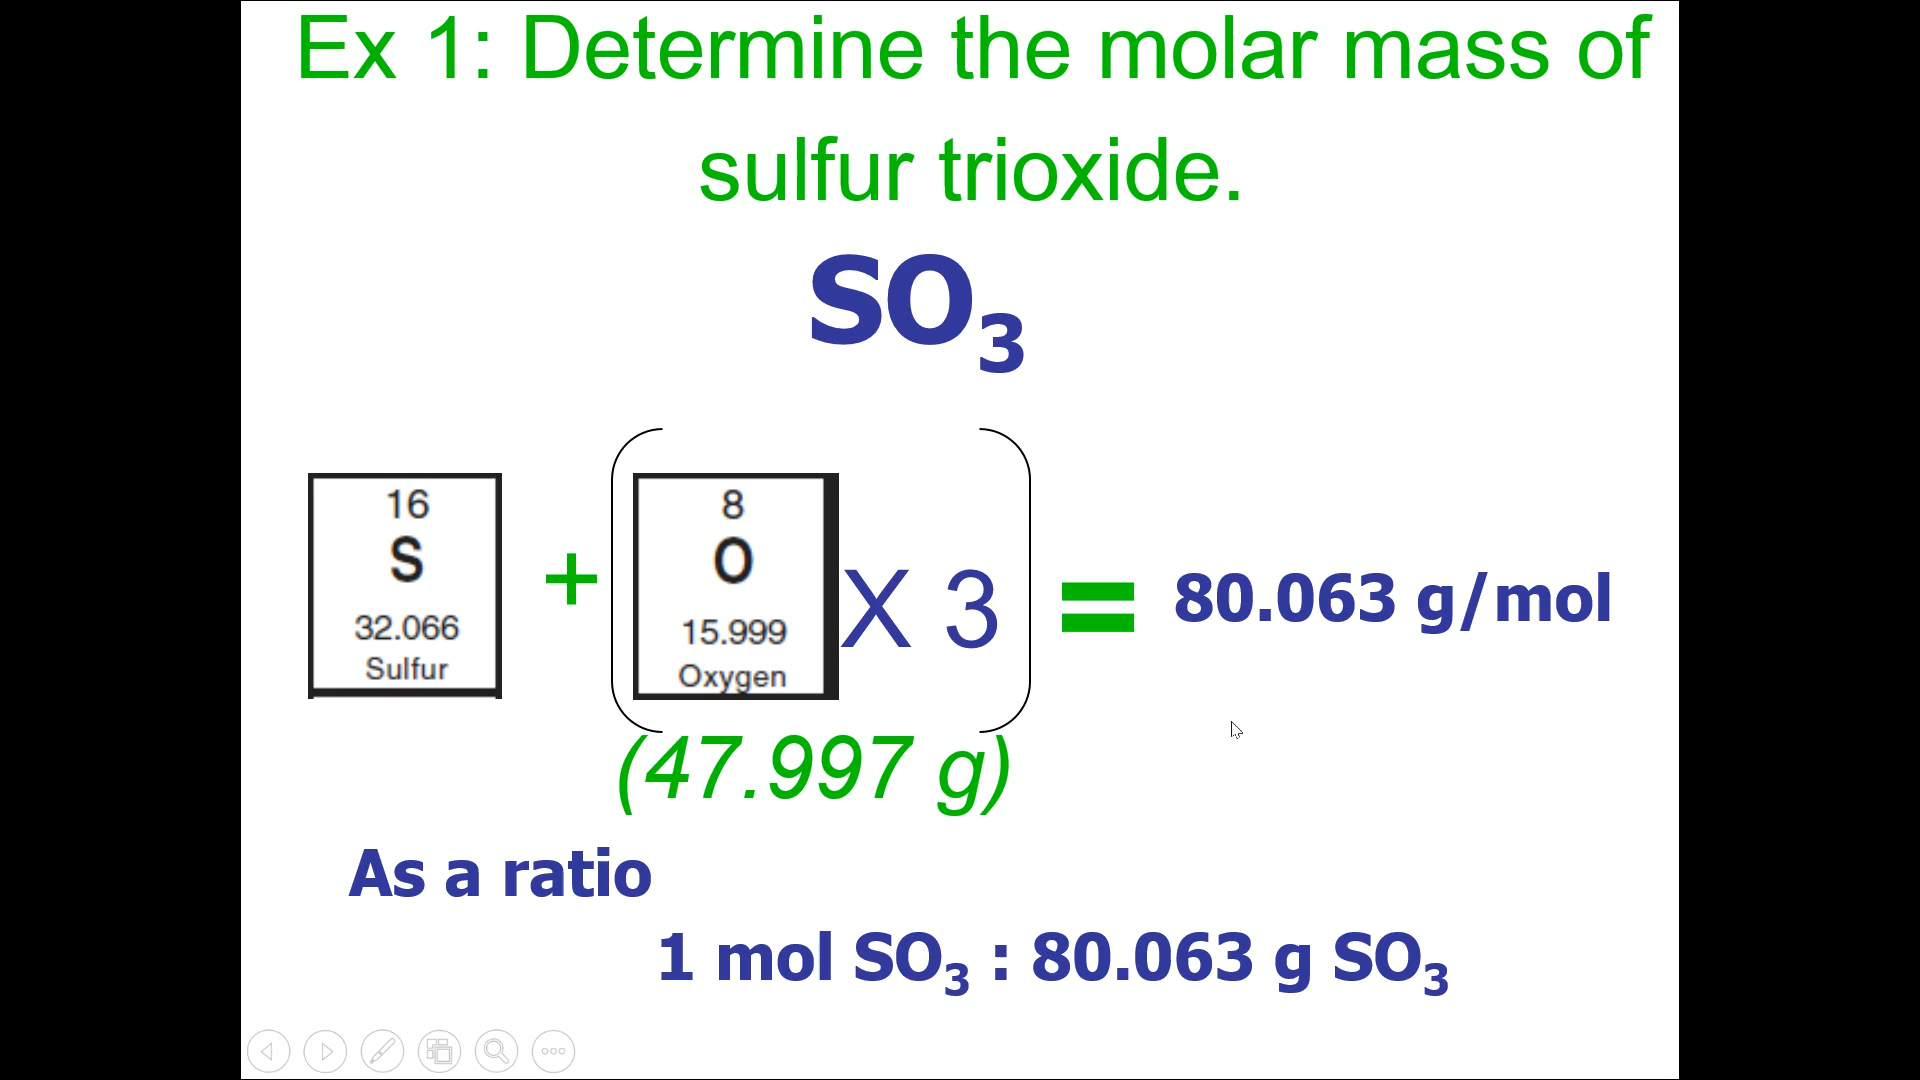 Ex 1: Determine the molar mass of
sulfur trioxide.
SO₃
16
S
32.066
Sulfur
+
8
O
15.999
Oxygen
X 3
=
80.063 g/mol
(47.997 g)
As a ratio
1 mol SO₃ : 80.063 g SO₃